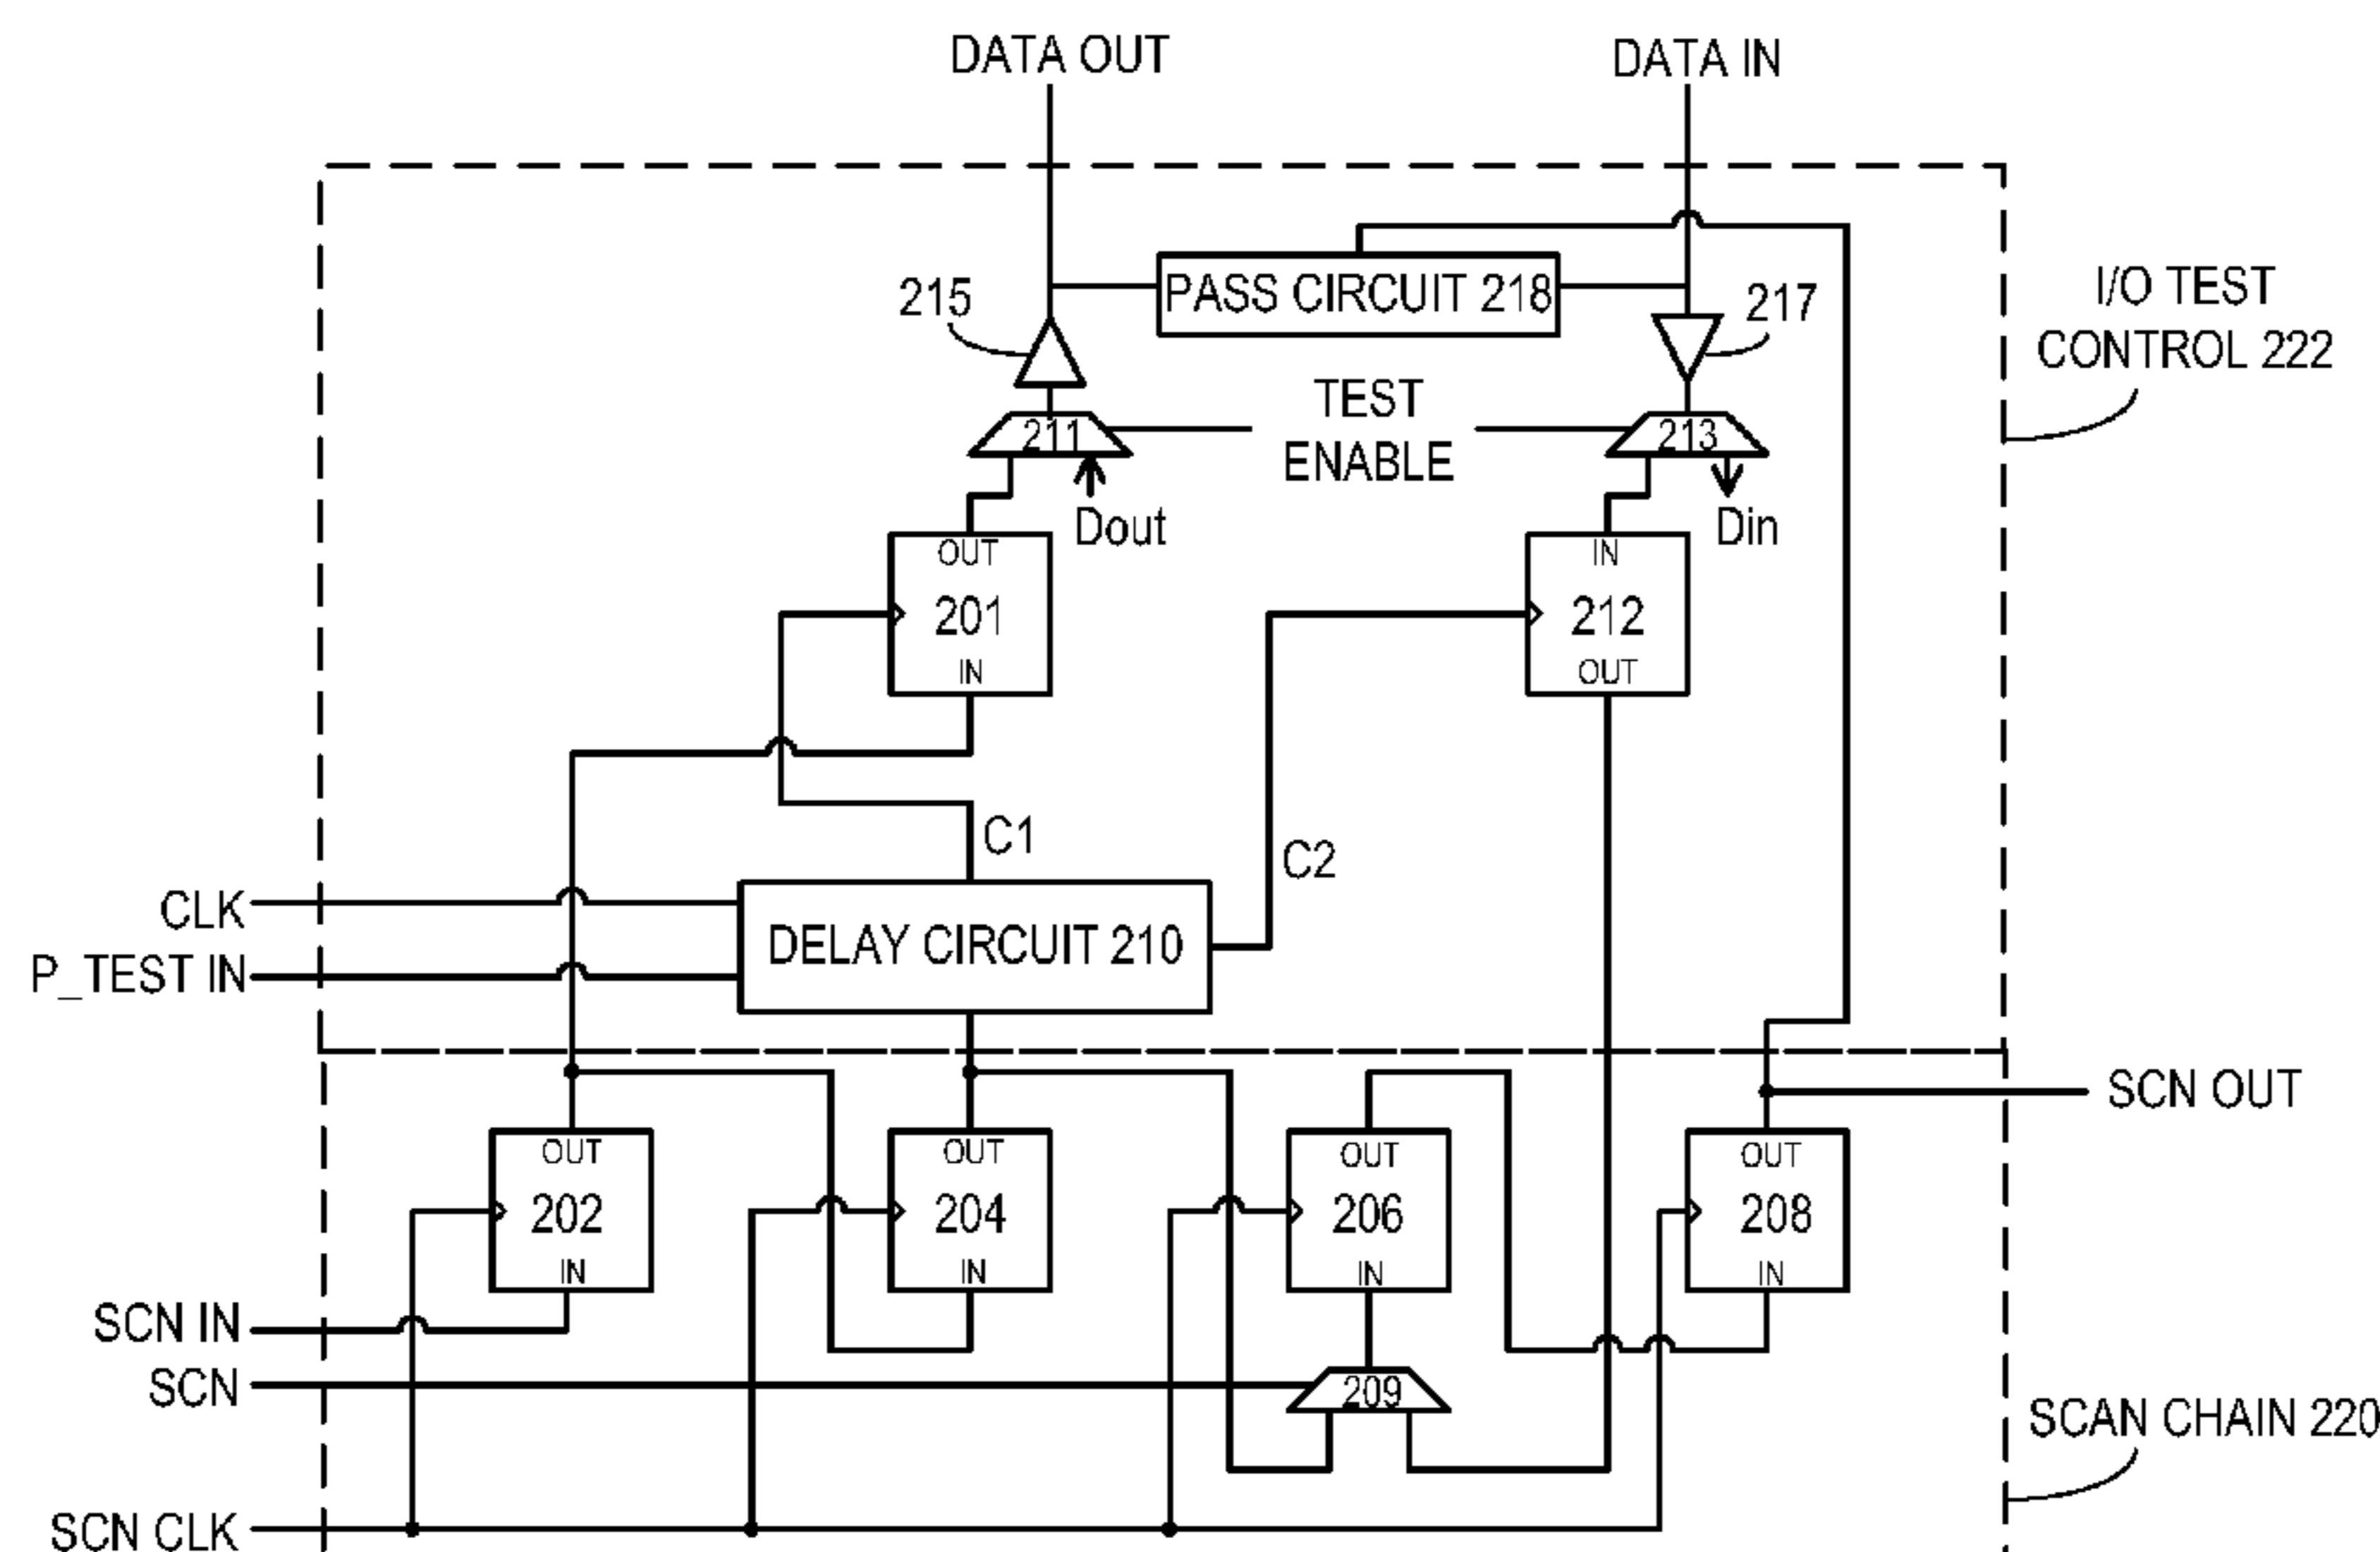 DATA OUT
DATA IN
PASS CIRCUIT 218
215
217
I/O TEST
CONTROL 222
TEST
ENABLE
211
213
Dout
Din
OUT
201
IN
IN
212
OUT
C1
C2
CLK
P_TEST IN
DELAY CIRCUIT 210
SCN OUT
OUT
202
IN
OUT
204
IN
OUT
206
IN
OUT
208
IN
SCN IN
SCN
209
SCAN CHAIN 220
SCN CLK